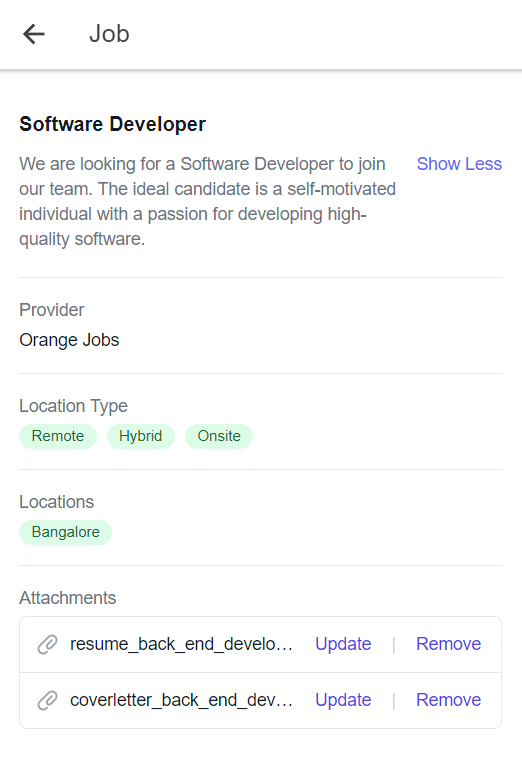 Job
Software Developer
We are looking for a Software Developer to join
Show Less
our team. The ideal candidate is a self-motivated
individual with a passion for developing high-
quality software.
Provider
Orange Jobs
Location Type
Remote Hybrid Onsite
Locations
Bangalore
Attachments
resume_back_end_develo… Update | Remove
coverletter_back_end_dev… Update | Remove